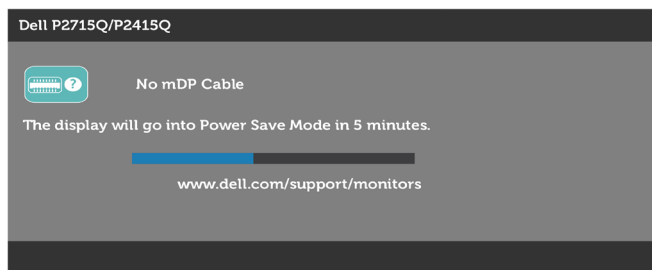 Dell P2715Q/P2415Q
?
No mDP Cable
The display will go into Power Save Mode in 5 minutes.
www.dell.com/support/monitors